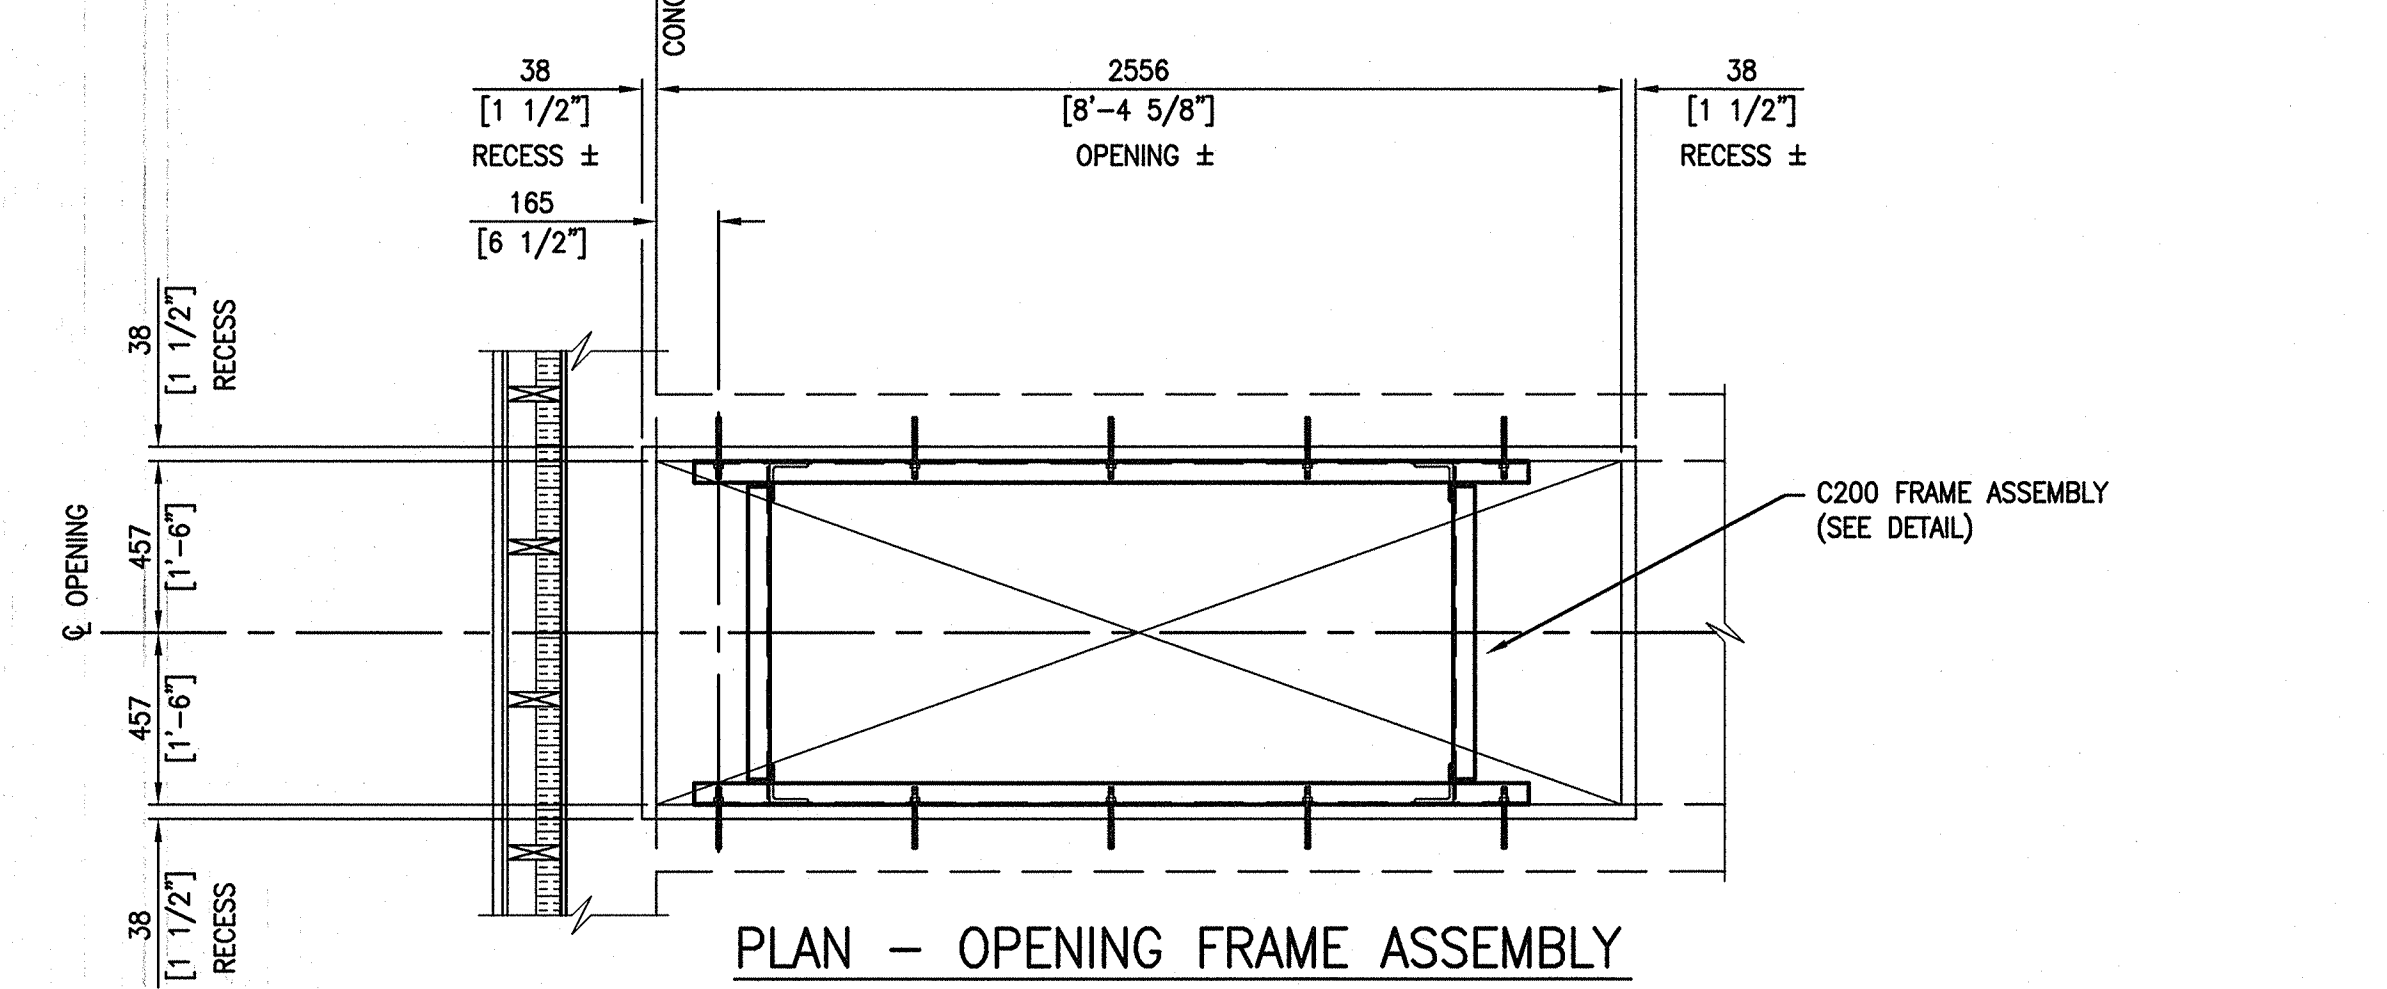 CONC
38
[1 1/2"]
RECESS ±
2556
[8'-4 5/8"]
OPENING ±
38
[1 1/2"]
RECESS ±
165
[6 1/2"]
38
[1 1/2"]
RECESS
℄ OPENING
457
[1'-6"]
457
[1'-6"]
38
[1 1/2"]
RECESS
C200 FRAME ASSEMBLY
(SEE DETAIL)
PLAN - OPENING FRAME ASSEMBLY